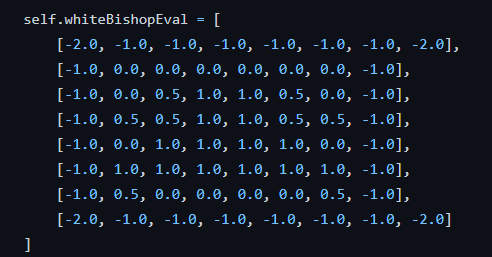 self.whiteBishopEval = [
[-2.0, -1.0, -1.0, -1.0, -1.0, -1.0, -1.0, -2.0],
[-1.0, 0.0, 0.0, 0.0, 0.0, 0.0, 0.0, -1.0],
[-1.0, 0.0, 0.5, 1.0, 1.0, 0.5, 0.0, -1.0],
[-1.0, 0.5, 0.5, 1.0, 1.0, 0.5, 0.5, -1.0],
[-1.0, 0.0, 1.0, 1.0, 1.0, 1.0, 0.0, -1.0],
[-1.0, 1.0, 1.0, 1.0, 1.0, 1.0, 1.0, -1.0],
[-1.0, 0.5, 0.0, 0.0, 0.0, 0.0, 0.5, -1.0],
[-2.0, -1.0, -1.0, -1.0, -1.0, -1.0, -1.0, -2.0]
]